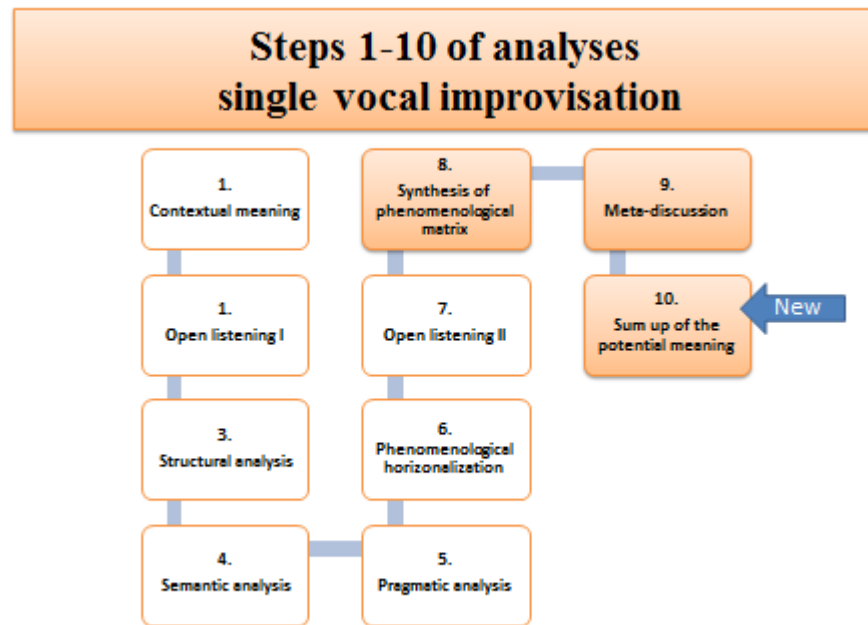 Steps 1-10 of analyses
single vocal improvisation
1.
Contextual meaning
1.
Open listening I
3.
Structural analysis
4.
Semantic analysis
5.
Pragmatic analysis
6.
Phenomenological
horizonalization
7.
Open listening II
8.
Synthesis of
phenomenological
matrix
9.
Meta-discussion
10.
Sum up of the
potential meaning
New